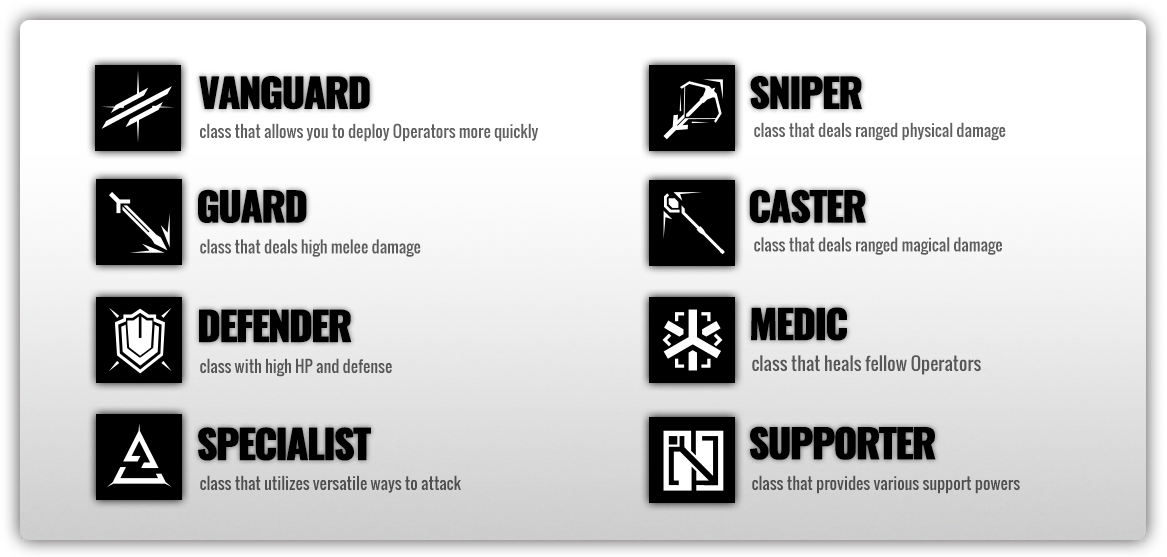 VANGUARD
class that allows you to deploy Operators more quickly
GUARD
class that deals high melee damage
DEFENDER
class with high HP and defense
SPECIALIST
class that utilizes versatile ways to attack
SNIPER
class that deals ranged physical damage
CASTER
class that deals ranged magical damage
MEDIC
class that heals fellow Operators
SUPPORTER
class that provides various support powers